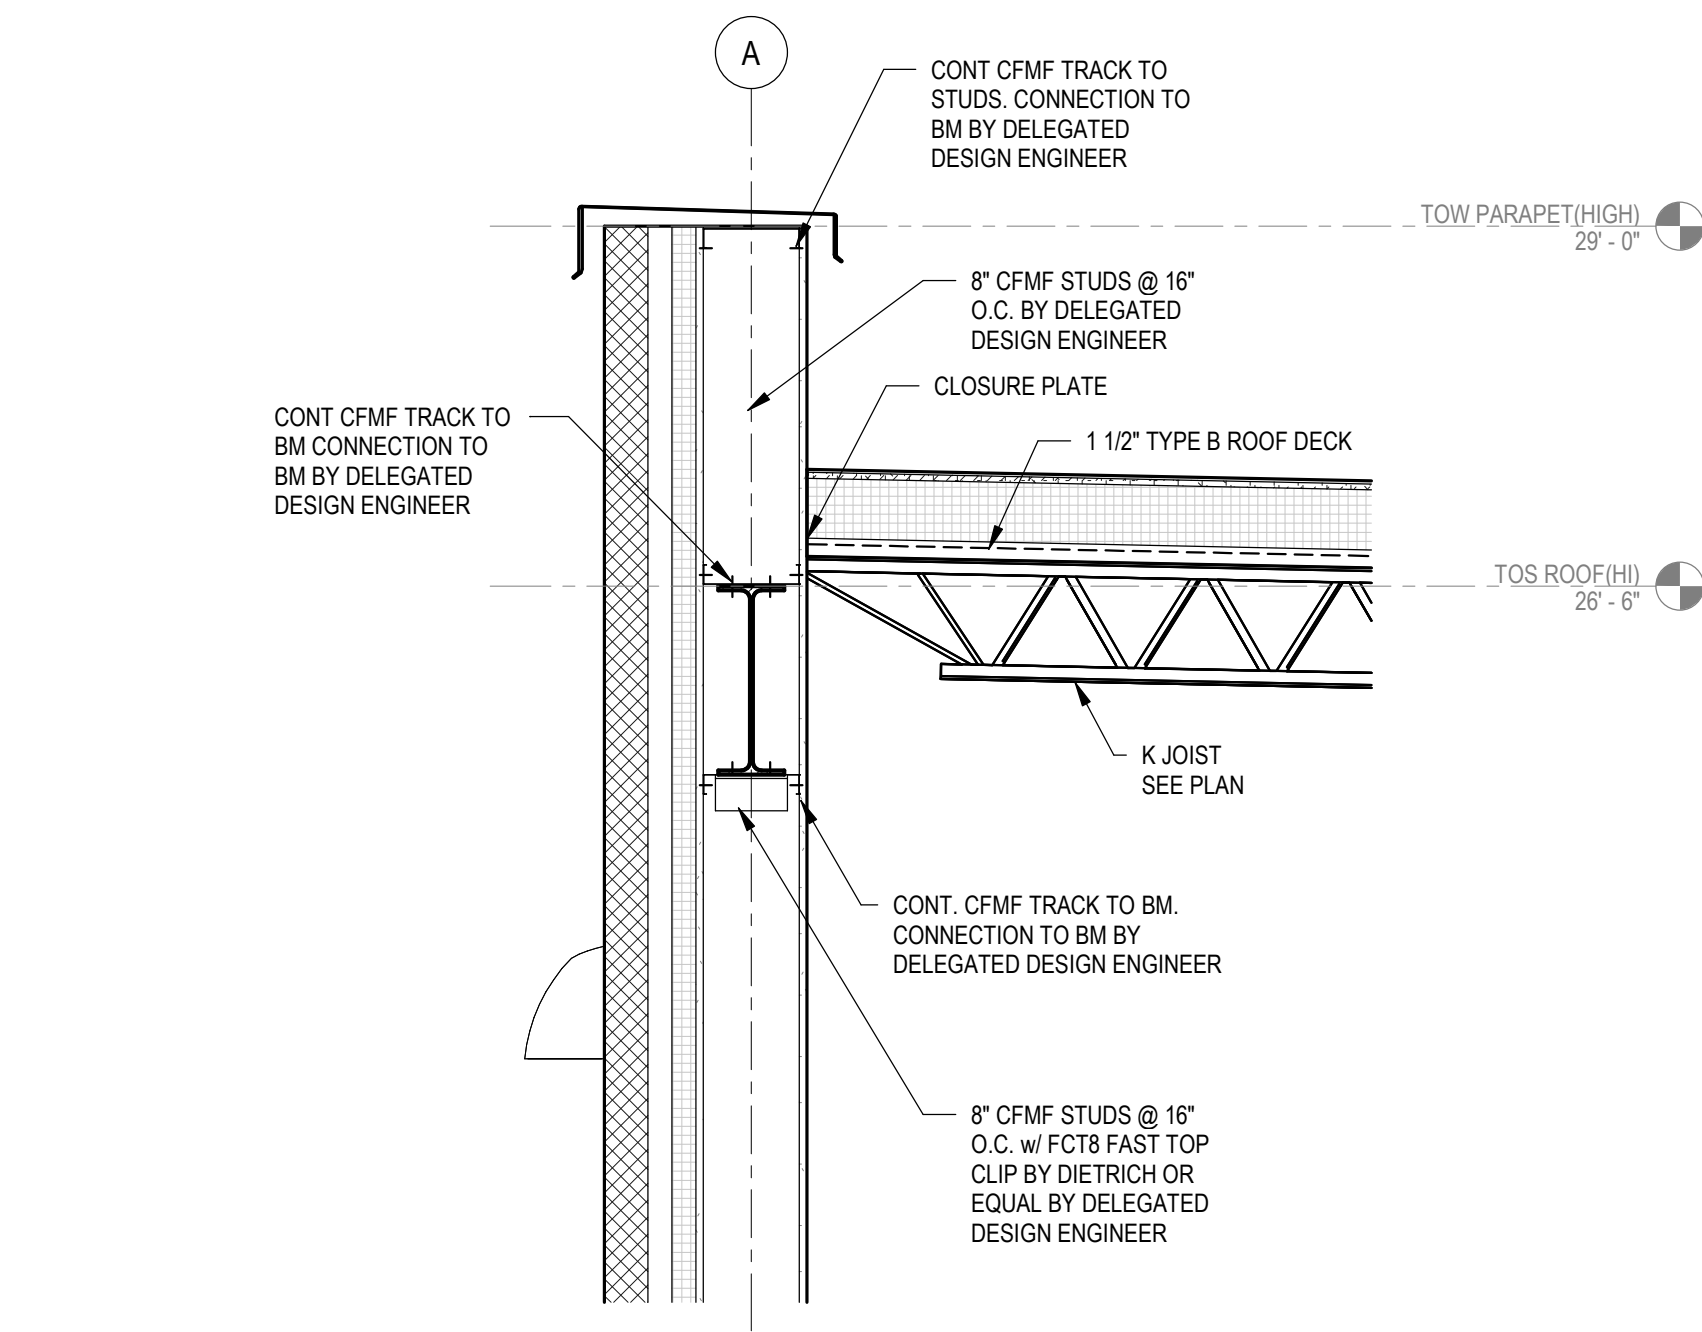 A
CONT CFMF TRACK TO
STUDS. CONNECTION TO
BM BY DELEGATED
DESIGN ENGINEER
TOW PARAPET(HIGH)
29' - 0"
8" CFMF STUDS @ 16"
O.C. BY DELEGATED
DESIGN ENGINEER
CLOSURE PLATE
CONT CFMF TRACK TO
BM CONNECTION TO
BM BY DELEGATED
DESIGN ENGINEER
1 1/2" TYPE B ROOF DECK
TOS ROOF(HI)
26' - 6"
K JOIST
SEE PLAN
CONT. CFMF TRACK TO BM.
CONNECTION TO BM BY
DELEGATED DESIGN ENGINEER
8" CFMF STUDS @ 16"
O.C. w/ FCT8 FAST TOP
CLIP BY DIETRICH OR
EQUAL BY DELEGATED
DESIGN ENGINEER